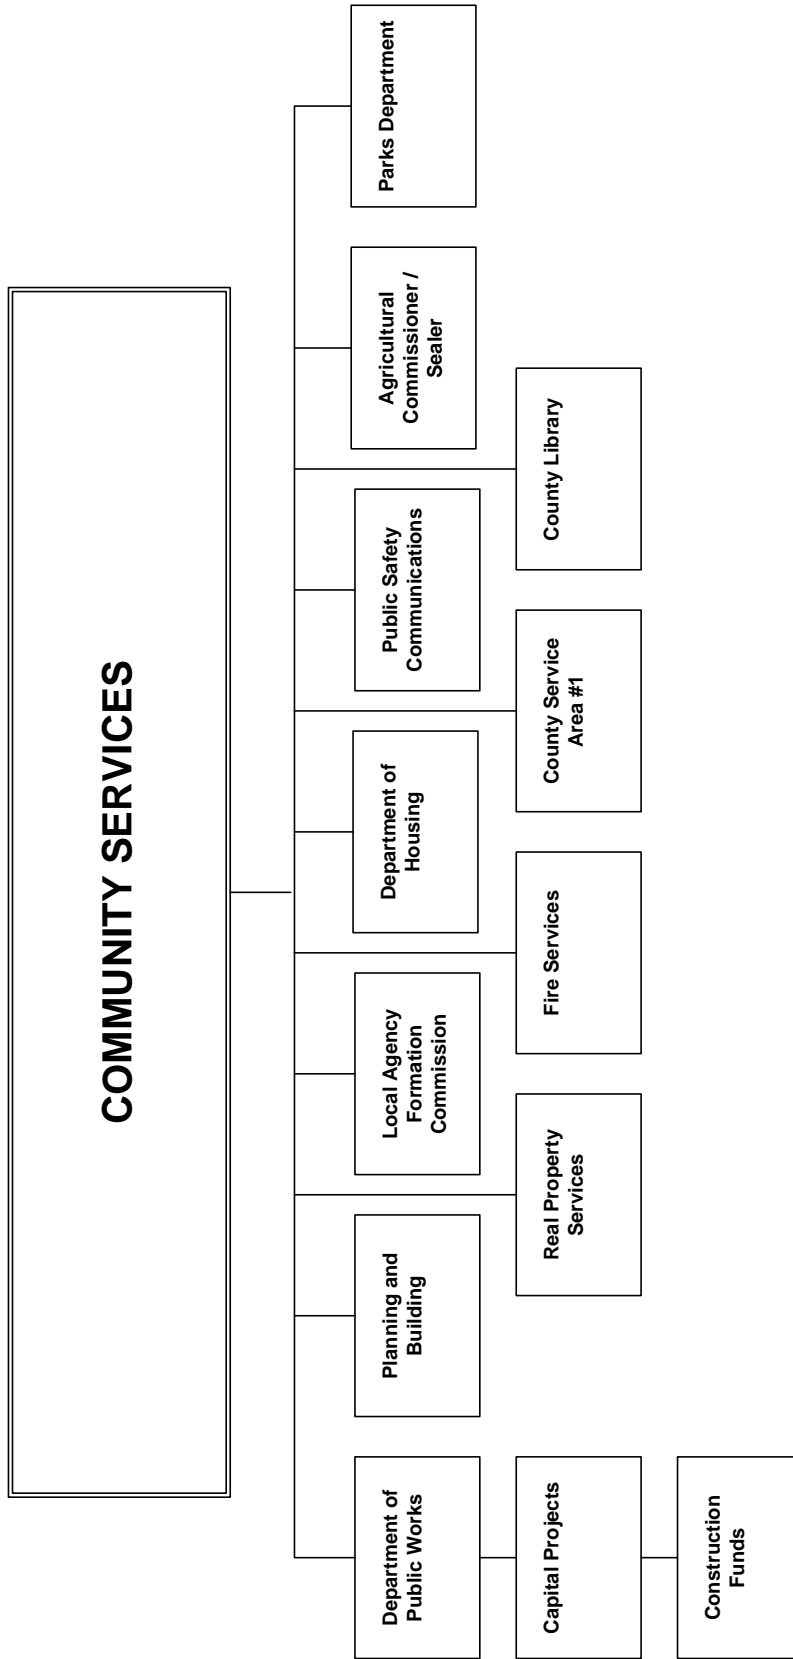 COMMUNITY SERVICES
Department of
Public Works
Planning and
Building
Local Agency
Formation
Commission
Department of
Housing
Public Safety
Communications
Agricultural
Commissioner /
Sealer
Parks Department
Capital Projects
Real Property
Services
Fire Services
County Service
Area #1
County Library
Construction
Funds